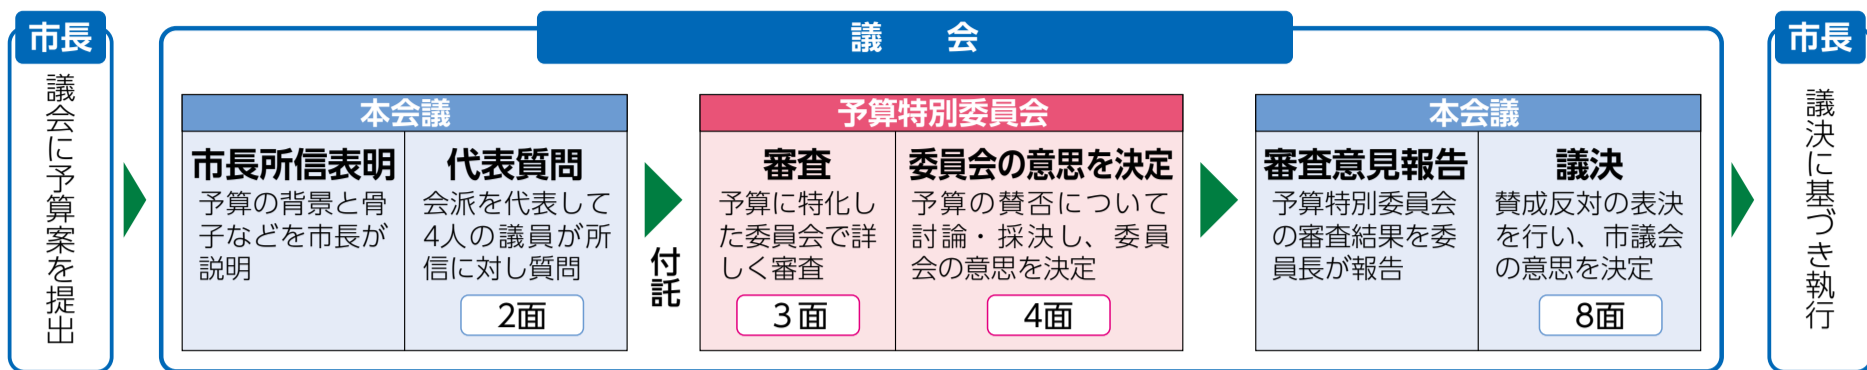 市長
議会に予算案を提出
議　会
本会議
市長所信表明
予算の背景と骨
子などを市長が
説明
代表質問
会派を代表して
4人の議員が所
信に対し質問
2面
付託
予算特別委員会
審査
予算に特化し
た委員会で詳
しく審査
3面
委員会の意思を決定
予算の賛否について
討論・採決し、委員
会の意思を決定
4面
本会議
審査意見報告
予算特別委員会
の審査結果を委
員長が報告
議決
賛成反対の表決
を行い、市議会
の意思を決定
8面
市長
議決に基づき執行